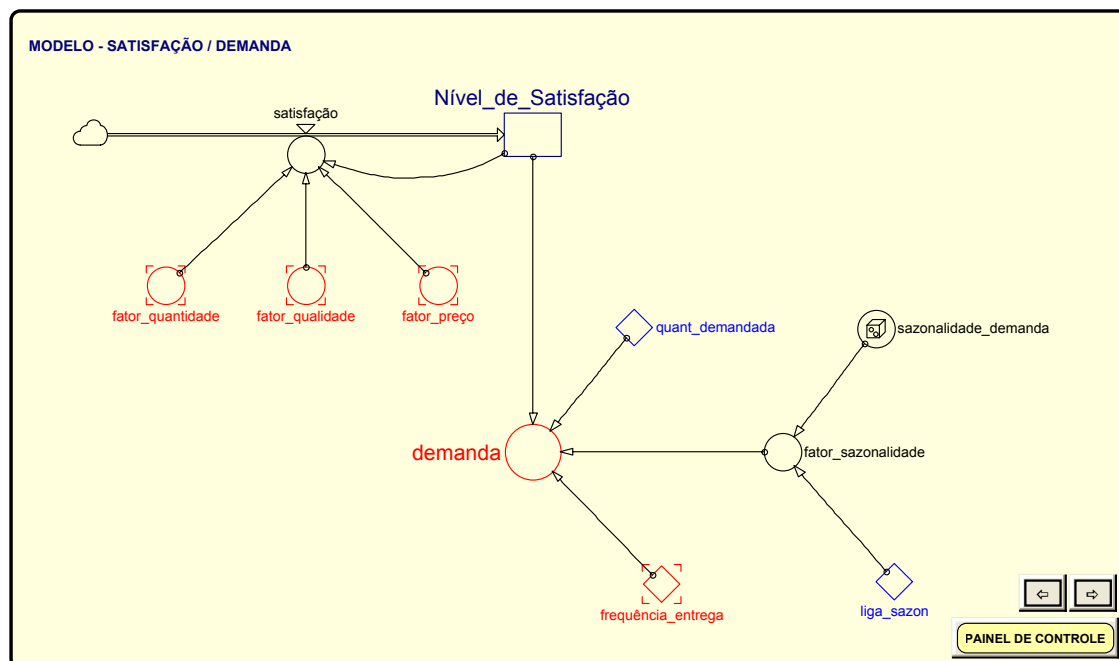 MODELO - SATISFAÇÃO / DEMANDA
Nível_de_Satisfação
satisfação
fator_quantidade
fator_qualidade
fator_preço
quant_demandada
sazonalidade_demanda
demanda
fator_sazonalidade
frequência_entrega
liga_sazon
PAINEL DE CONTROLE